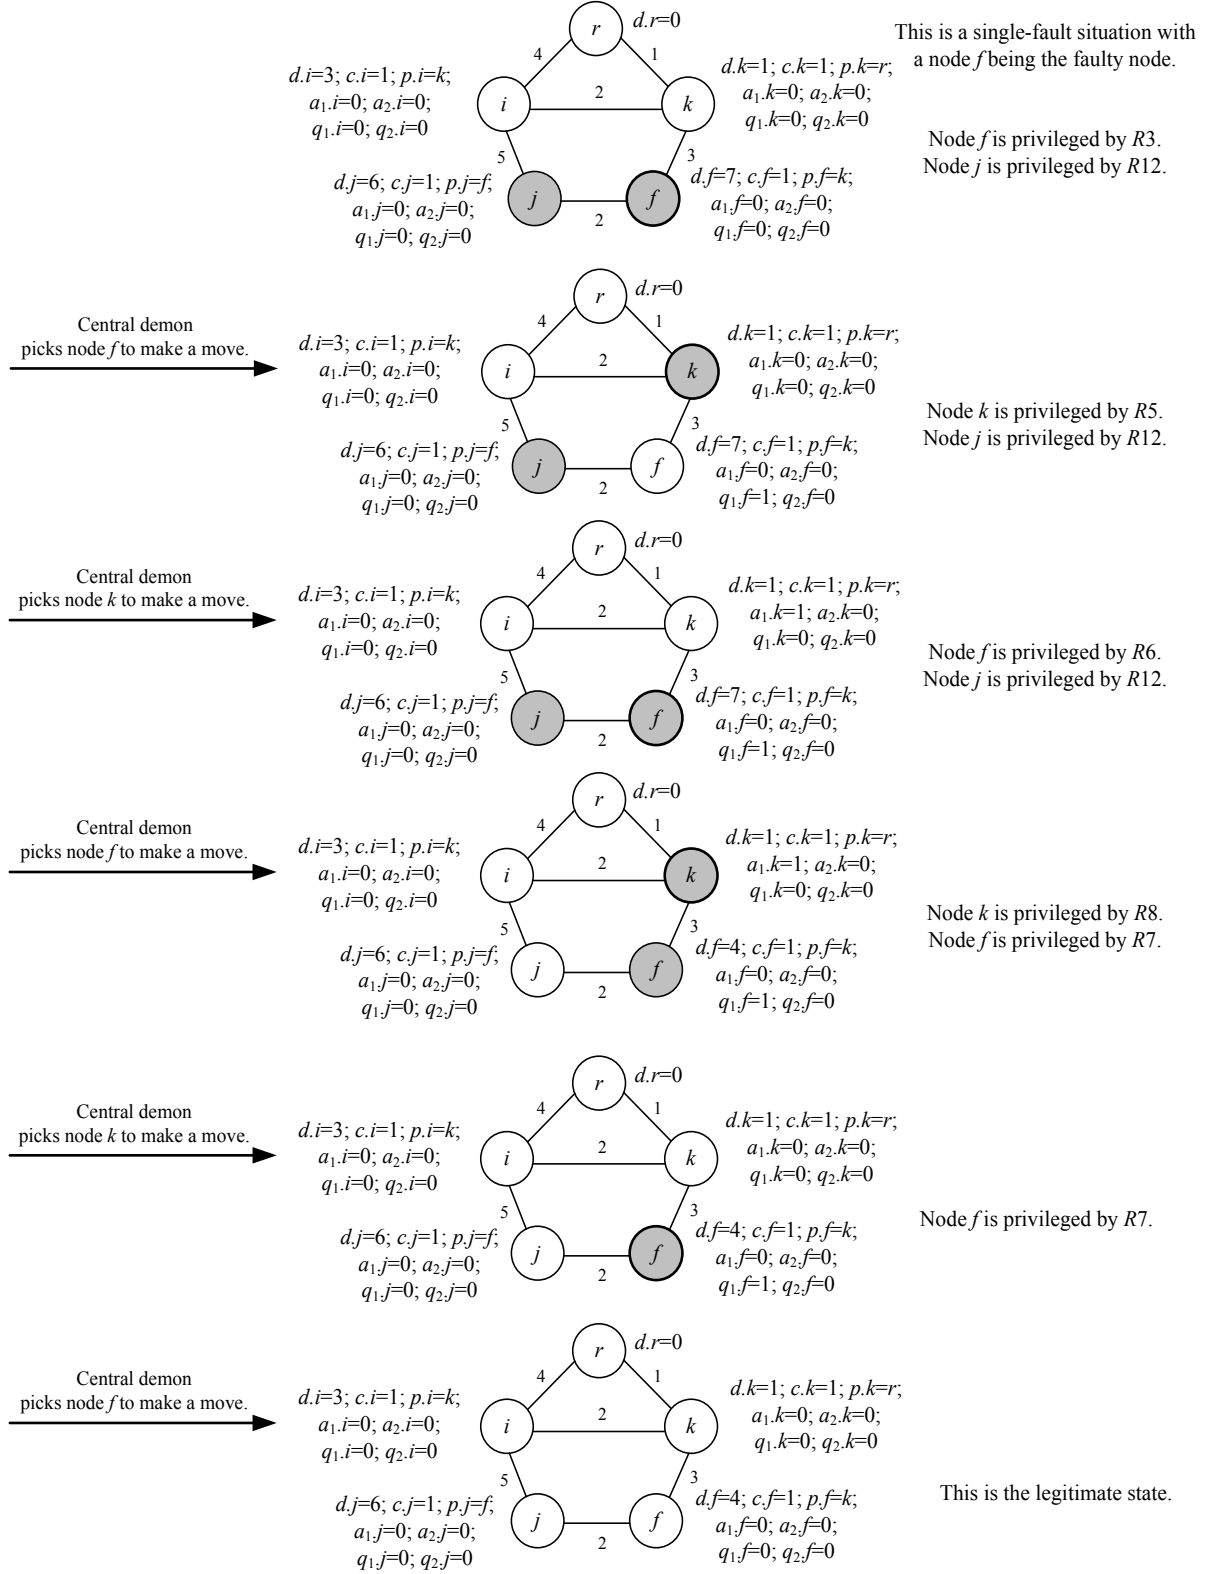 r
d.r=0
This is a single-fault situation with
a node f being the faulty node.
4
1
d.i=3; c.i=1; p.i=k;
a₁.i=0; a₂.i=0;
q₁.i=0; q₂.i=0
i
2
k
d.k=1; c.k=1; p.k=r;
a₁.k=0; a₂.k=0;
q₁.k=0; q₂.k=0
Node f is privileged by R3.
Node j is privileged by R12.
5
3
d.j=6; c.j=1; p.j=f;
a₁.j=0; a₂.j=0;
q₁.j=0; q₂.j=0
j
2
f
d.f=7; c.f=1; p.f=k;
a₁.f=0; a₂.f=0;
q₁.f=0; q₂.f=0
Central demon
picks node f to make a move.
r
d.r=0
4
1
d.i=3; c.i=1; p.i=k;
a₁.i=0; a₂.i=0;
q₁.i=0; q₂.i=0
i
2
k
d.k=1; c.k=1; p.k=r;
a₁.k=0; a₂.k=0;
q₁.k=0; q₂.k=0
Node k is privileged by R5.
Node j is privileged by R12.
5
3
d.j=6; c.j=1; p.j=f;
a₁.j=0; a₂.j=0;
q₁.j=0; q₂.j=0
j
2
f
d.f=7; c.f=1; p.f=k;
a₁.f=0; a₂.f=0;
q₁.f=1; q₂.f=0
Central demon
picks node k to make a move.
r
d.r=0
4
1
d.i=3; c.i=1; p.i=k;
a₁.i=0; a₂.i=0;
q₁.i=0; q₂.i=0
i
2
k
d.k=1; c.k=1; p.k=r;
a₁.k=1; a₂.k=0;
q₁.k=0; q₂.k=0
Node f is privileged by R6.
Node j is privileged by R12.
5
3
d.j=6; c.j=1; p.j=f;
a₁.j=0; a₂.j=0;
q₁.j=0; q₂.j=0
j
2
f
d.f=7; c.f=1; p.f=k;
a₁.f=0; a₂.f=0;
q₁.f=1; q₂.f=0
Central demon
picks node f to make a move.
r
d.r=0
4
1
d.i=3; c.i=1; p.i=k;
a₁.i=0; a₂.i=0;
q₁.i=0; q₂.i=0
i
2
k
d.k=1; c.k=1; p.k=r;
a₁.k=1; a₂.k=0;
q₁.k=0; q₂.k=0
Node k is privileged by R8.
Node f is privileged by R7.
5
3
d.j=6; c.j=1; p.j=f;
a₁.j=0; a₂.j=0;
q₁.j=0; q₂.j=0
j
2
f
d.f=4; c.f=1; p.f=k;
a₁.f=0; a₂.f=0;
q₁.f=1; q₂.f=0
Central demon
picks node k to make a move.
r
d.r=0
4
1
d.i=3; c.i=1; p.i=k;
a₁.i=0; a₂.i=0;
q₁.i=0; q₂.i=0
i
2
k
d.k=1; c.k=1; p.k=r;
a₁.k=0; a₂.k=0;
q₁.k=0; q₂.k=0
Node f is privileged by R7.
5
3
d.j=6; c.j=1; p.j=f;
a₁.j=0; a₂.j=0;
q₁.j=0; q₂.j=0
j
2
f
d.f=4; c.f=1; p.f=k;
a₁.f=0; a₂.f=0;
q₁.f=1; q₂.f=0
Central demon
picks node f to make a move.
r
d.r=0
4
1
d.i=3; c.i=1; p.i=k;
a₁.i=0; a₂.i=0;
q₁.i=0; q₂.i=0
i
2
k
d.k=1; c.k=1; p.k=r;
a₁.k=0; a₂.k=0;
q₁.k=0; q₂.k=0
5
3
d.j=6; c.j=1; p.j=f;
a₁.j=0; a₂.j=0;
q₁.j=0; q₂.j=0
j
2
f
d.f=4; c.f=1; p.f=k;
a₁.f=0; a₂.f=0;
q₁.f=0; q₂.f=0
This is the legitimate state.